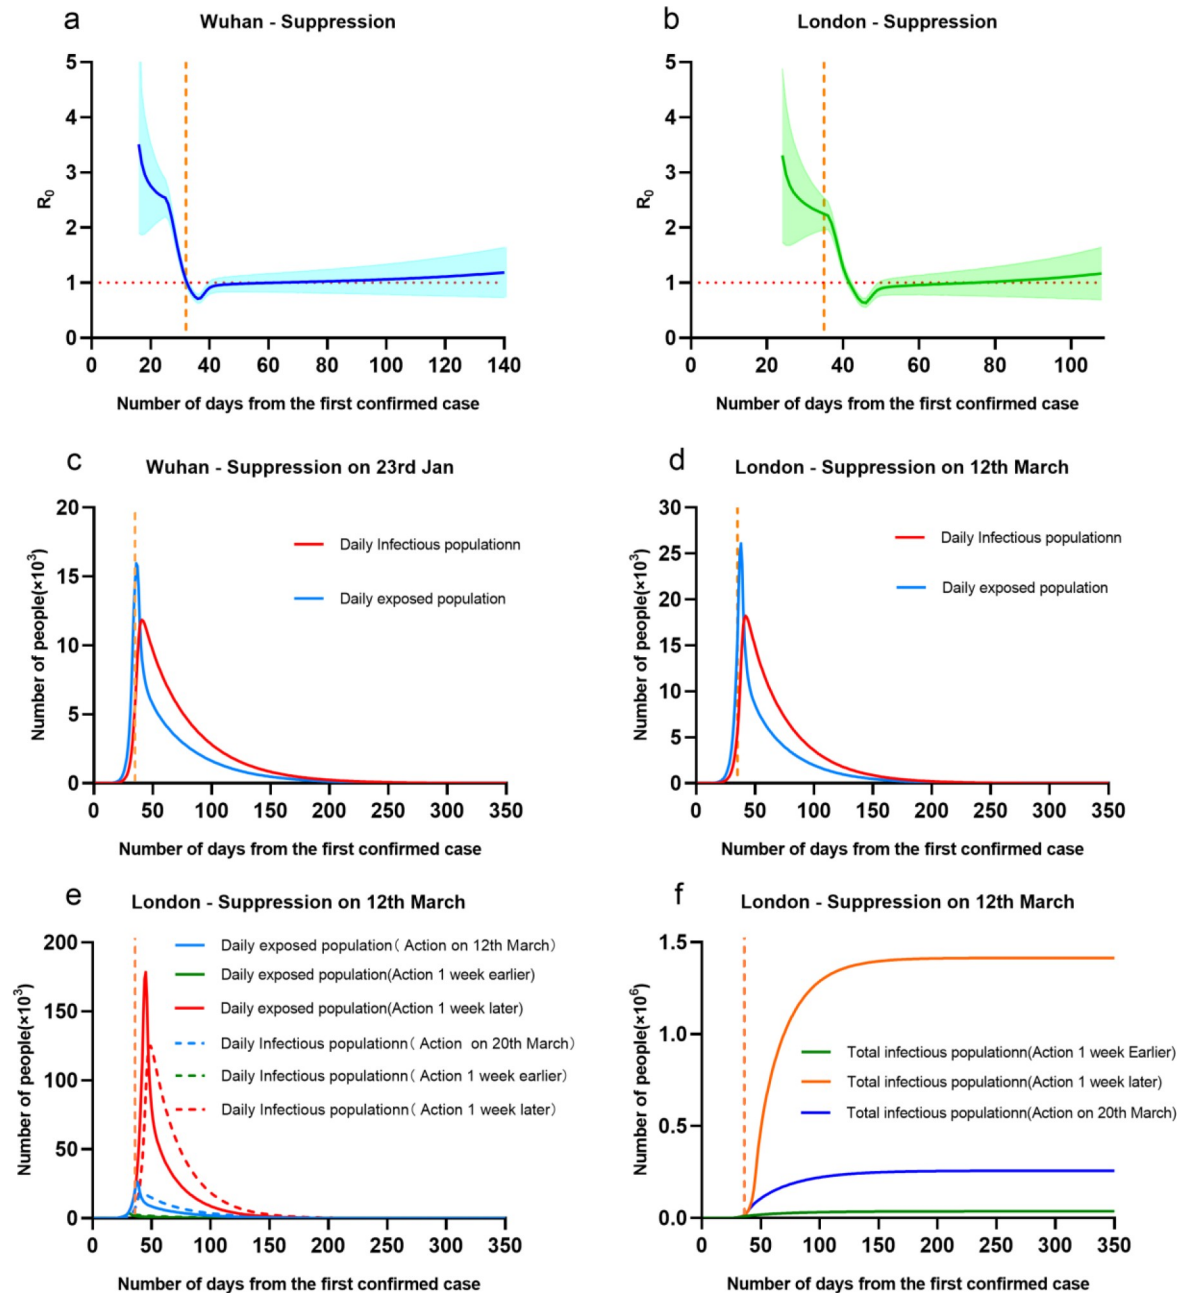 a
Wuhan - Suppression
5
4
3
2
1
0
R0
0 20 40 60 80 100 120 140
Number of days from the first confirmed case
b
London - Suppression
5
4
3
2
1
0
R0
0 20 40 60 80 100
Number of days from the first confirmed case
c
Wuhan - Suppression on 23rd Jan
20
15
10
5
0
Number of people(×10³)
Daily Infectious populationn
Daily exposed population
0 50 100 150 200 250 300 350
Number of days from the first confirmed case
d
London - Suppression on 12th March
30
25
20
15
10
5
0
Number of people(×10³)
Daily Infectious populationn
Daily exposed population
0 50 100 150 200 250 300 350
Number of days from the first confirmed case
e
London - Suppression on 12th March
200
150
100
50
0
Number of people(×10³)
Daily exposed population( Action on 12th March)
Daily exposed population(Action 1 week earlier)
Daily exposed population(Action 1 week later)
Daily Infectious populationn( Action on 20th March)
Daily Infectious populationn( Action 1 week earlier)
Daily Infectious populationn( Action 1 week later)
0 50 100 150 200 250 300 350
Number of days from the first confirmed case
f
London - Suppression on 12th March
1.5
1.0
0.5
0.0
Number of people(×10⁶)
Total infectious populationn(Action 1 week Earlier)
Total infectious populationn(Action 1 week later)
Total infectious populationn(Action on 20th March)
0 50 100 150 200 250 300 350
Number of days from the first confirmed case